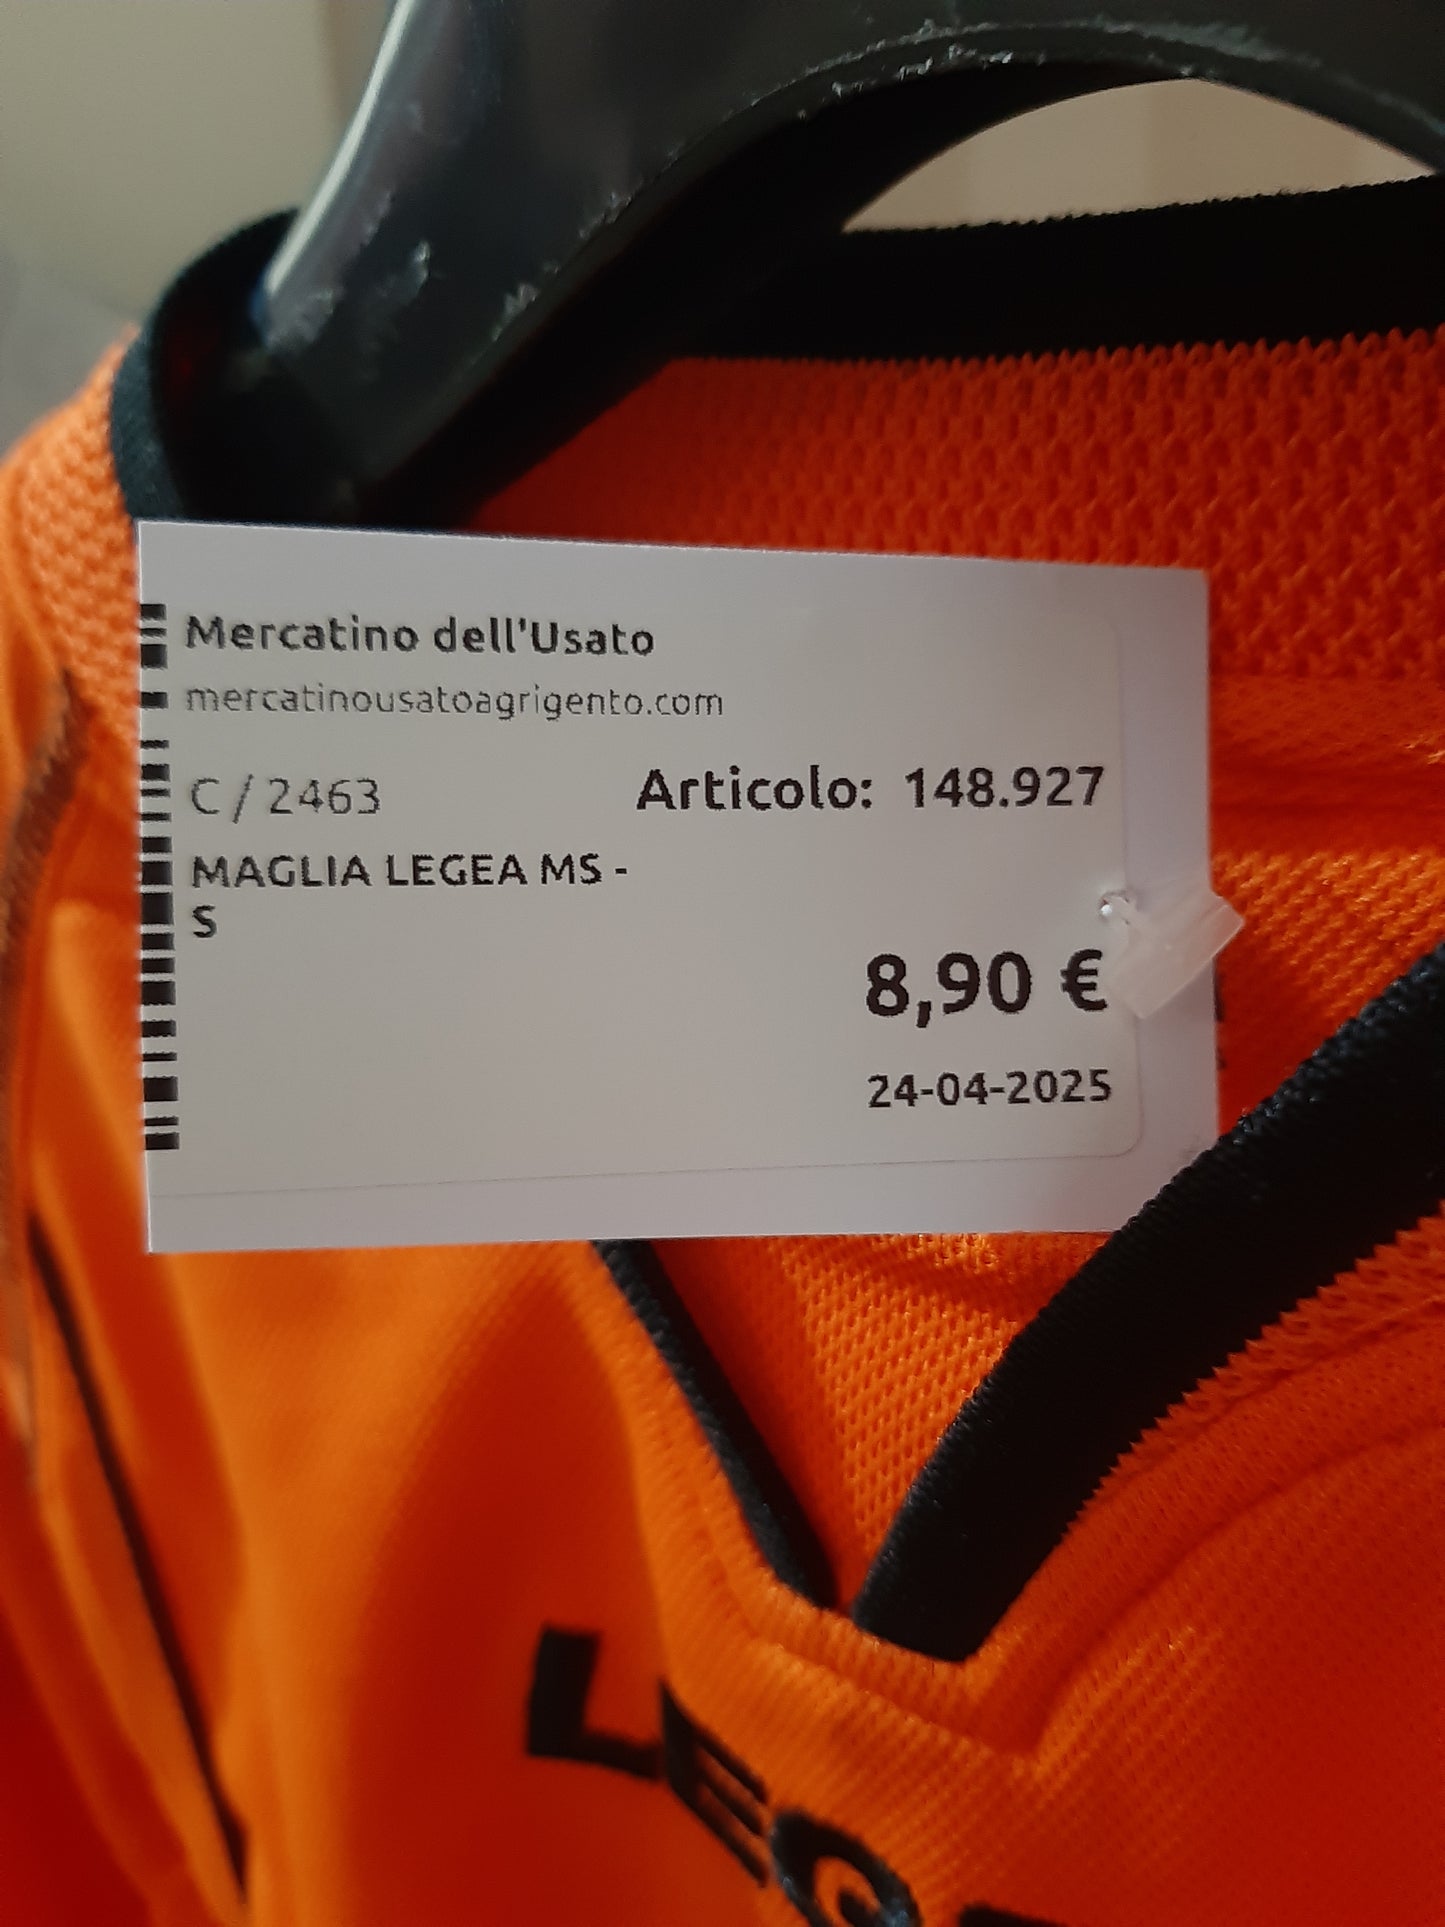 Mercatino dell'Usato
mercatinousatoagrigento.com
C / 2463 Articolo: 148.927
MAGLIA LEGEA MS -
S
8,90 €
24-04-2025